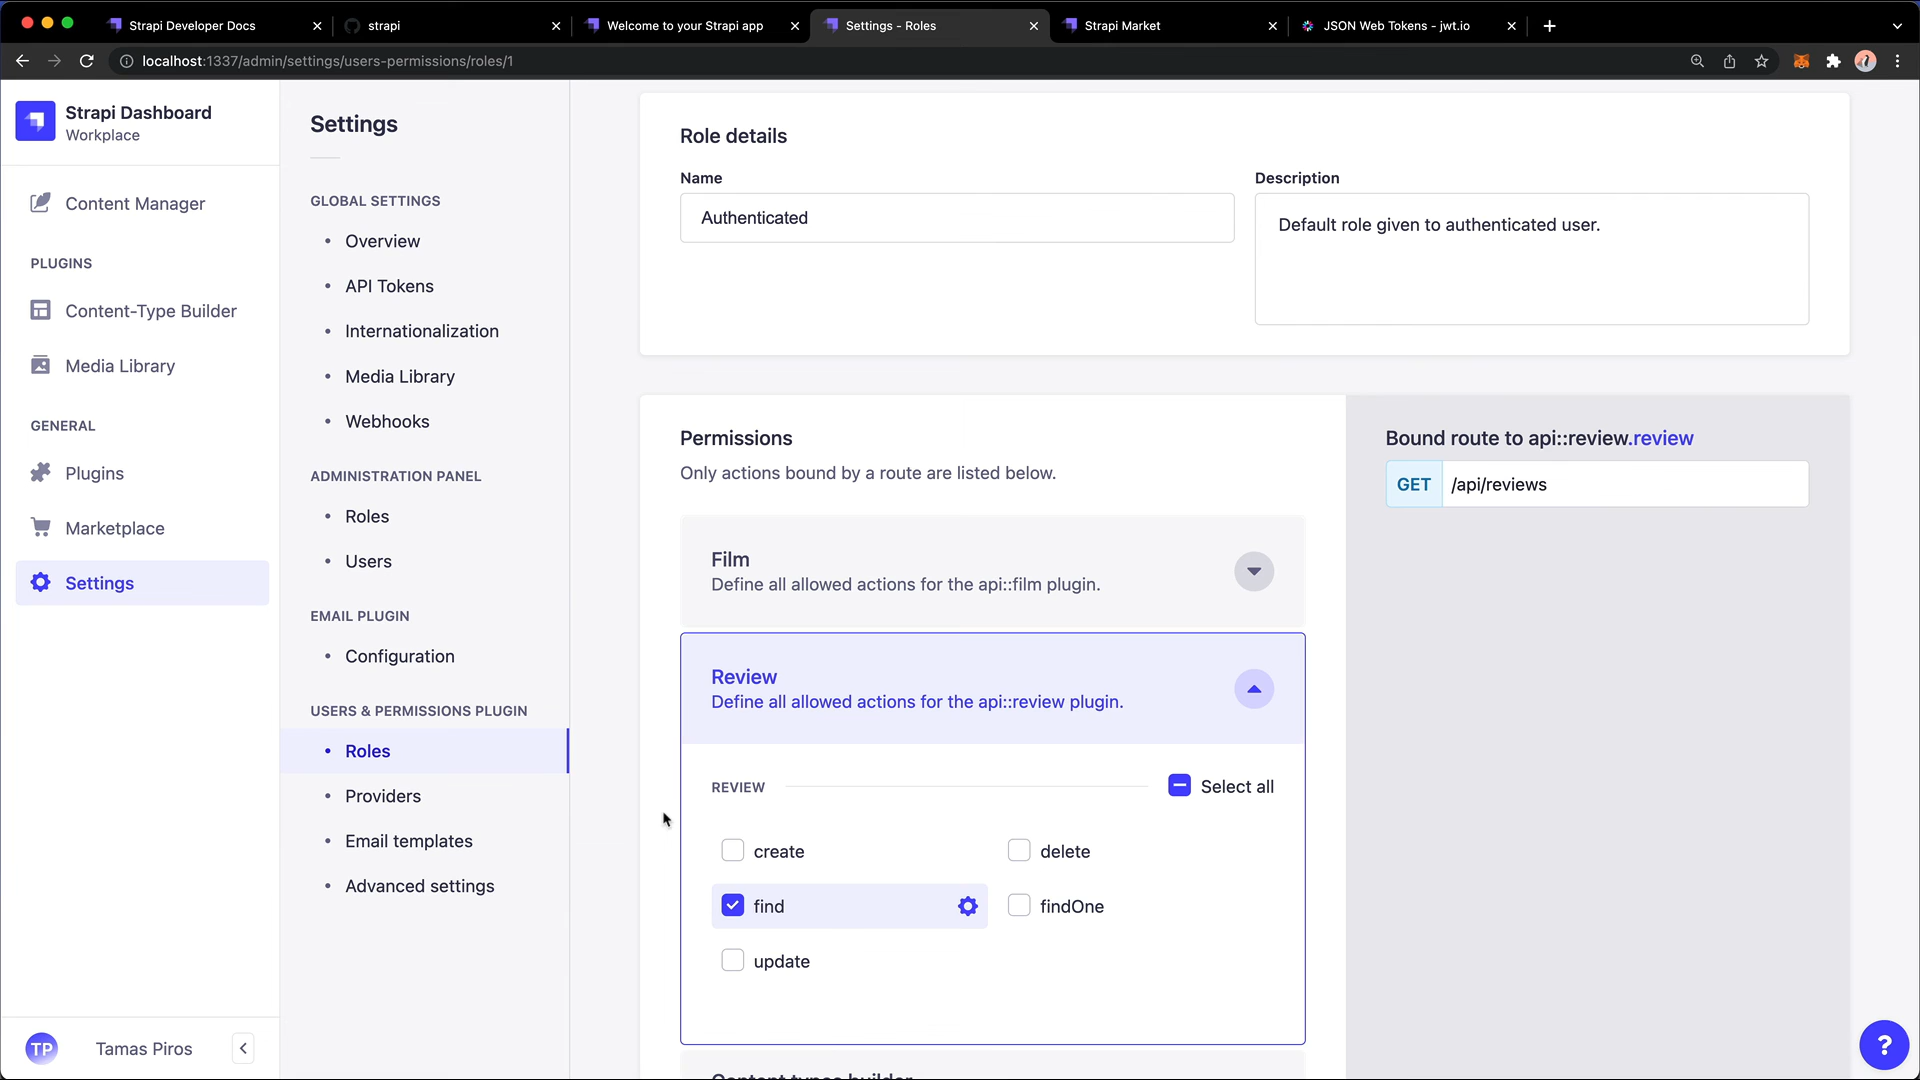 Strapi Developer Docs
strapi
Welcome to your Strapi app
Settings - Roles
Strapi Market
JSON Web Tokens - jwt.io
localhost:1337/admin/settings/users-permissions/roles/1
Strapi Dashboard
Workplace
Content Manager
PLUGINS
Content-Type Builder
Media Library
GENERAL
Plugins
Marketplace
Settings
TP
Tamas Piros
Settings
GLOBAL SETTINGS
Overview
API Tokens
Internationalization
Media Library
Webhooks
ADMINISTRATION PANEL
Roles
Users
EMAIL PLUGIN
Configuration
USERS & PERMISSIONS PLUGIN
Roles
Providers
Email templates
Advanced settings
Role details
Name
Authenticated
Description
Default role given to authenticated user.
Permissions
Only actions bound by a route are listed below.
Film
Define all allowed actions for the api::film plugin.
Review
Define all allowed actions for the api::review plugin.
REVIEW
Select all
create
delete
find
findOne
update
Content types builder
Bound route to api::review.review
GET /api/reviews
?